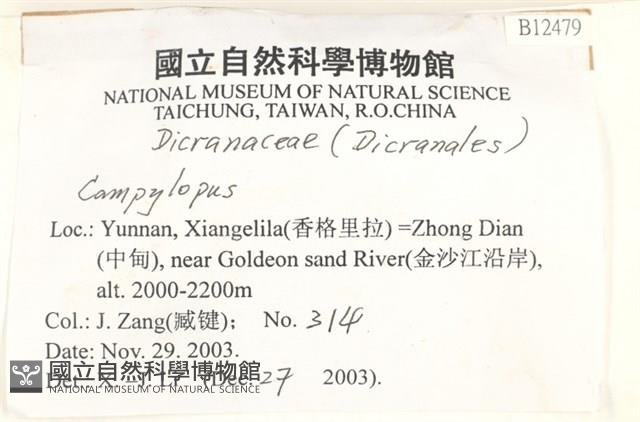 B12479
國立自然科學博物館
NATIONAL MUSEUM OF NATURAL SCIENCE
TAICHUNG, TAIWAN, R.O.CHINA
Dicranaceae (Dicranales)
Campylopus
Loc.: Yunnan, Xiangelila(香格里拉) =Zhong Dian
(中甸), near Goldeon sand River(金沙江沿岸),
alt. 2000-2200m
Col.: J. Zang(臧键); No. 314
Date: Nov. 29. 2003.
國立自然科學博物館
NATIONAL MUSEUM OF NATURAL SCIENCE
27 2003).